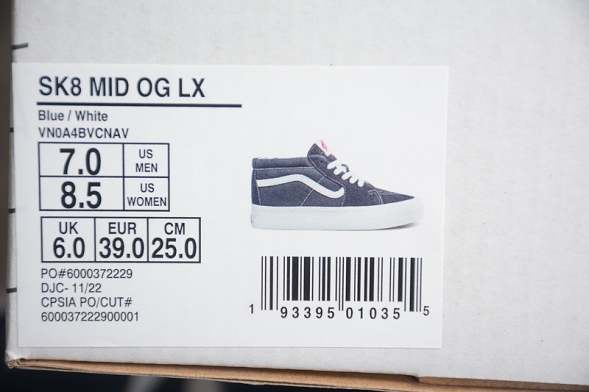 SK8 MID OG LX
Blue / White
VN0A4BVCNAV
7.0 US MEN
8.5 US WOMEN
UK EUR CM
6.0 39.0 25.0
PO#6000372229
DJC- 11/22
CPSIA PO/CUT#
600037222900001
1 93395 01035 5